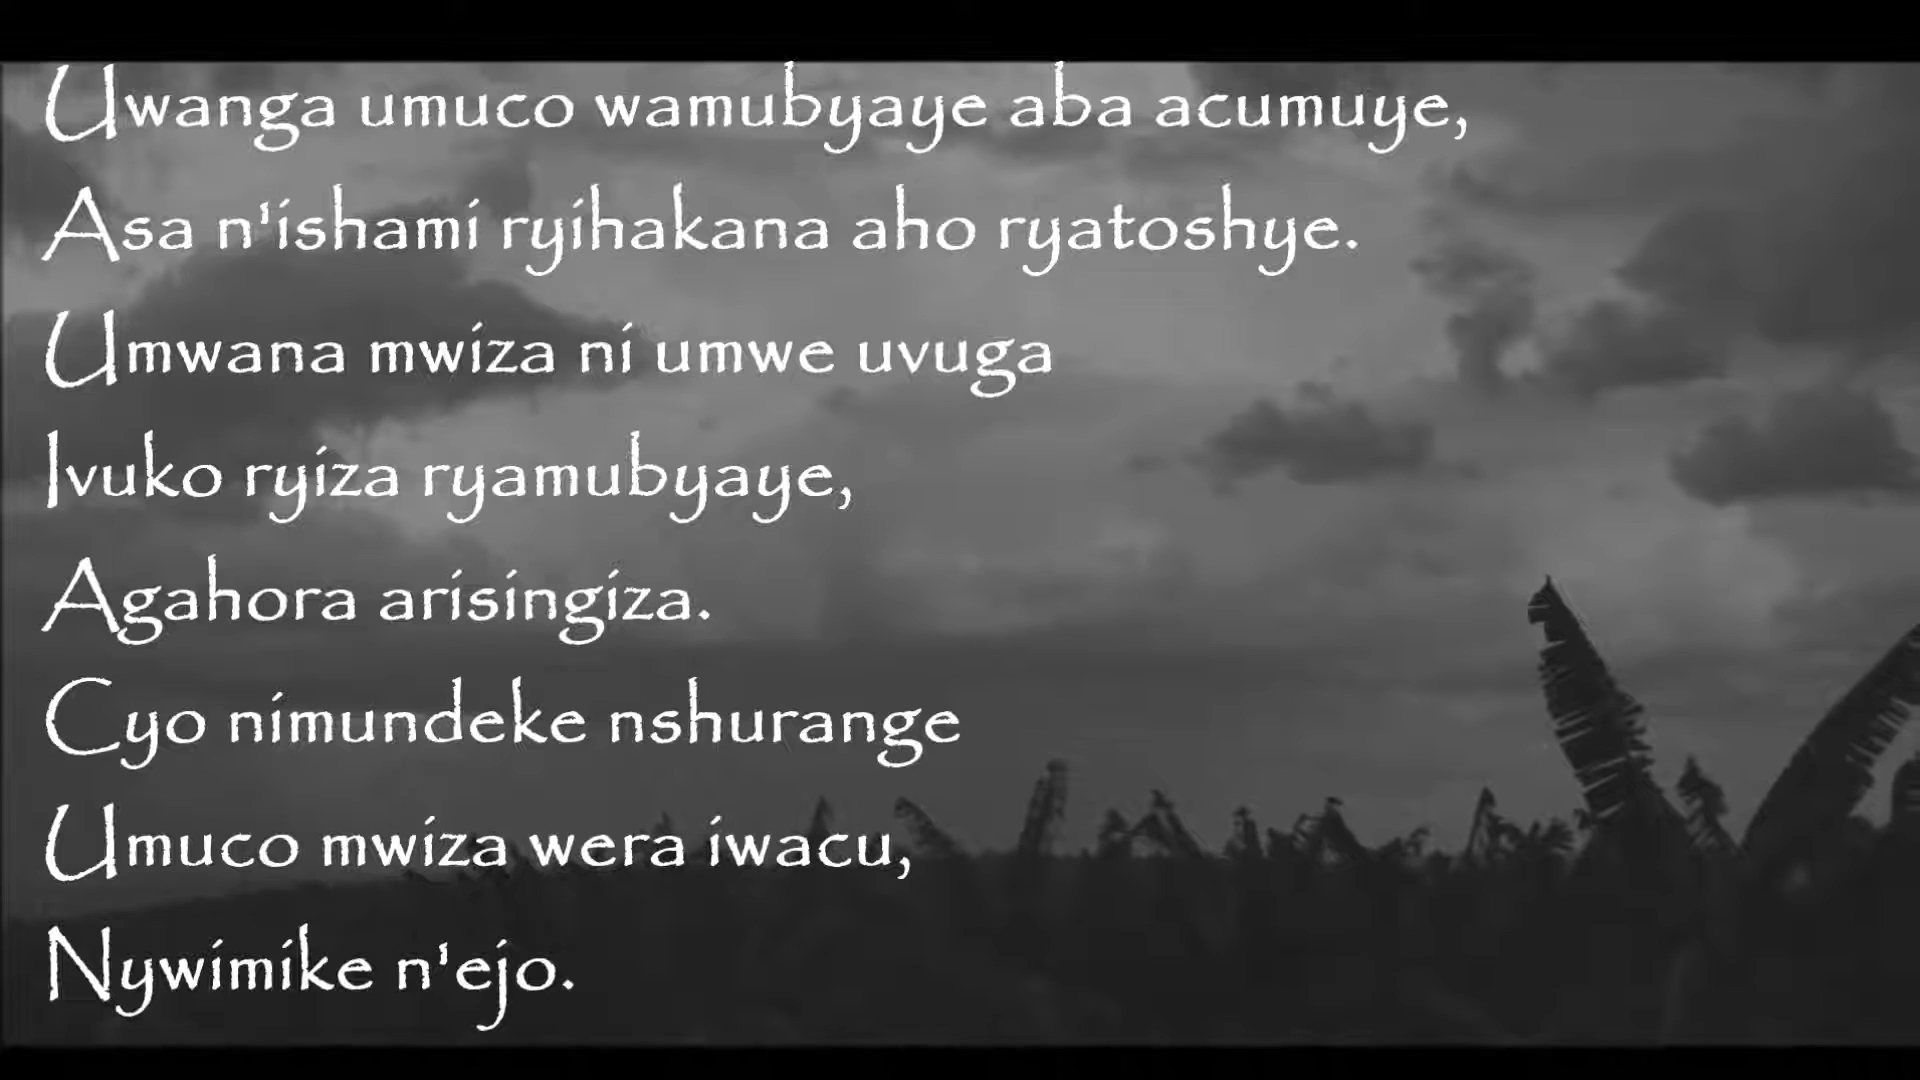 Uwanga umuco wamubyaye aba acumuye,
Asa n'ishami ryihakana aho ryatoshye.
Umwana mwiza ni umwe uvuga
Ivuko ryiza ryamubyaye,
Agahora arisingiza.
Cyo nimundeke nshurange
Umuco mwiza wera iwacu,
Nywimike n'ejo.